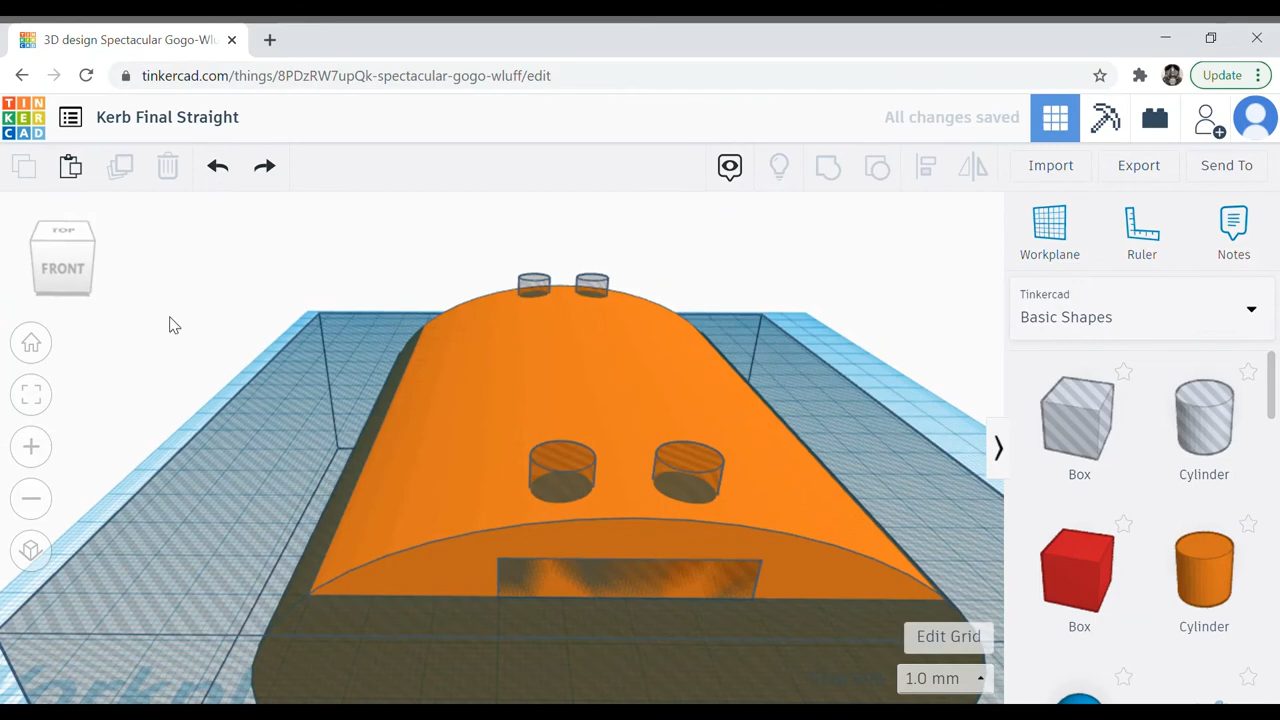 3D design Spectacular Gogo-Wlu
tinkercad.com/things/8PDzRW7upQk-spectacular-gogo-wluff/edit
Update
TIN
KER
CAD
Kerb Final Straight
All changes saved
Import
Export
Send To
TOP
FRONT
Workplane
Ruler
Notes
Tinkercad
Basic Shapes
Box
Cylinder
Box
Cylinder
Edit Grid
1.0 mm